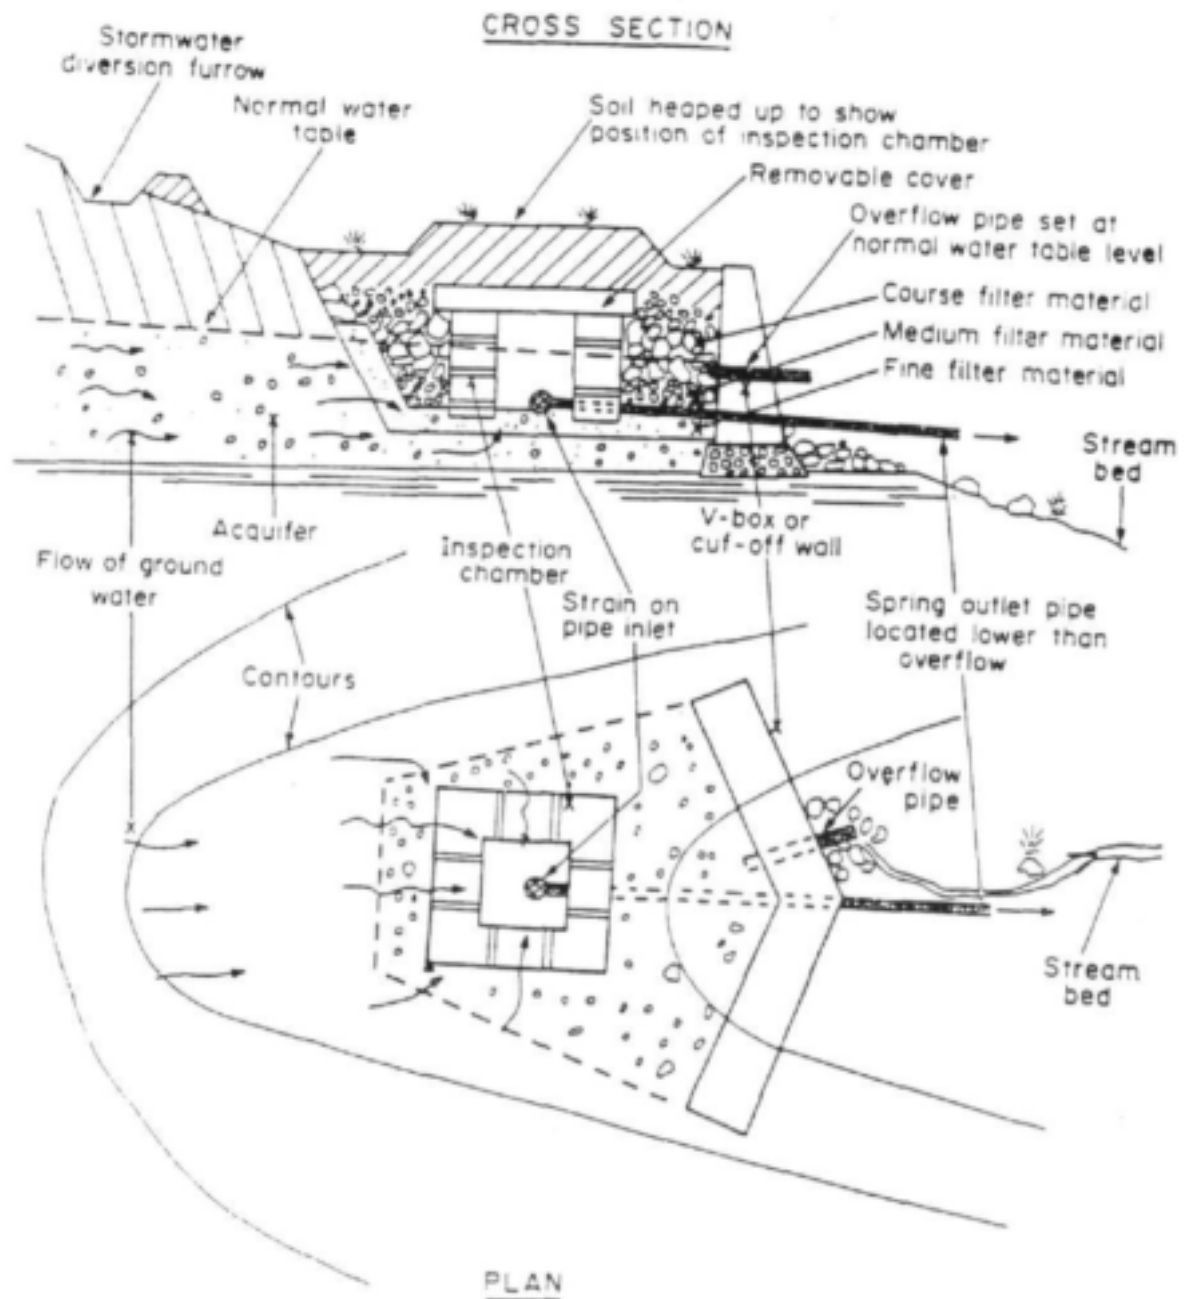 CROSS SECTION
Stormwater
diversion furrow
Normal water
table
Soil heaped up to show
position of inspection chamber
Removable cover
Overflow pipe set at
normal water table level
Course filter material
Medium filter material
Fine filter material
Stream
bed
Acquifer
Flow of ground
water
Inspection
chamber
V-box or
cuf-off wall
Strain on
pipe inlet
Spring outlet pipe
located lower than
overflow
Contours
Overflow
pipe
Stream
bed
PLAN